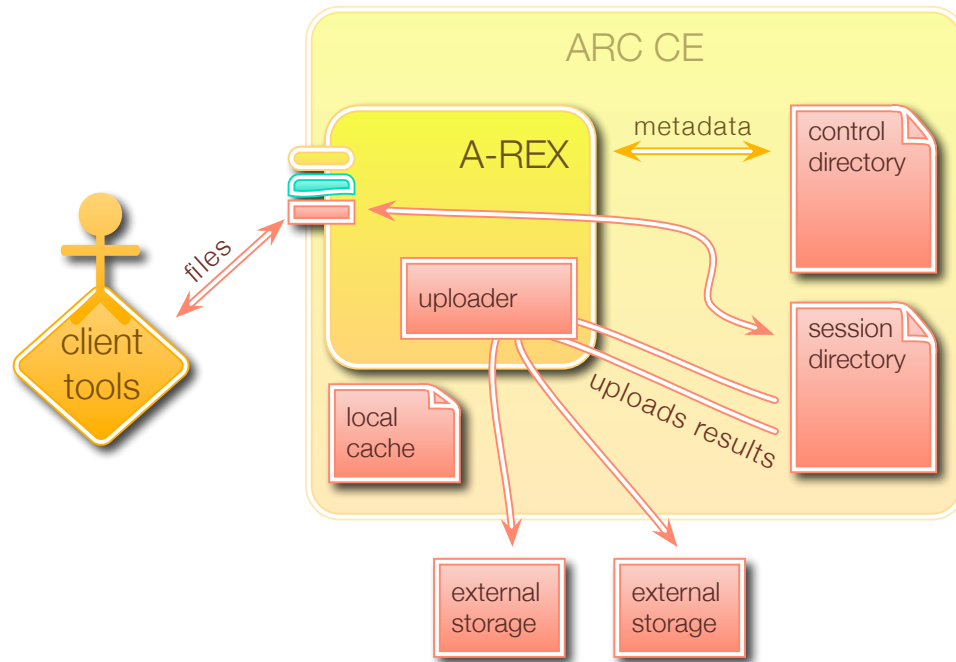 ARC CE
A-REX
metadata
control
directory
files
uploader
client
tools
session
directory
local
cache
uploads results
external
storage
external
storage